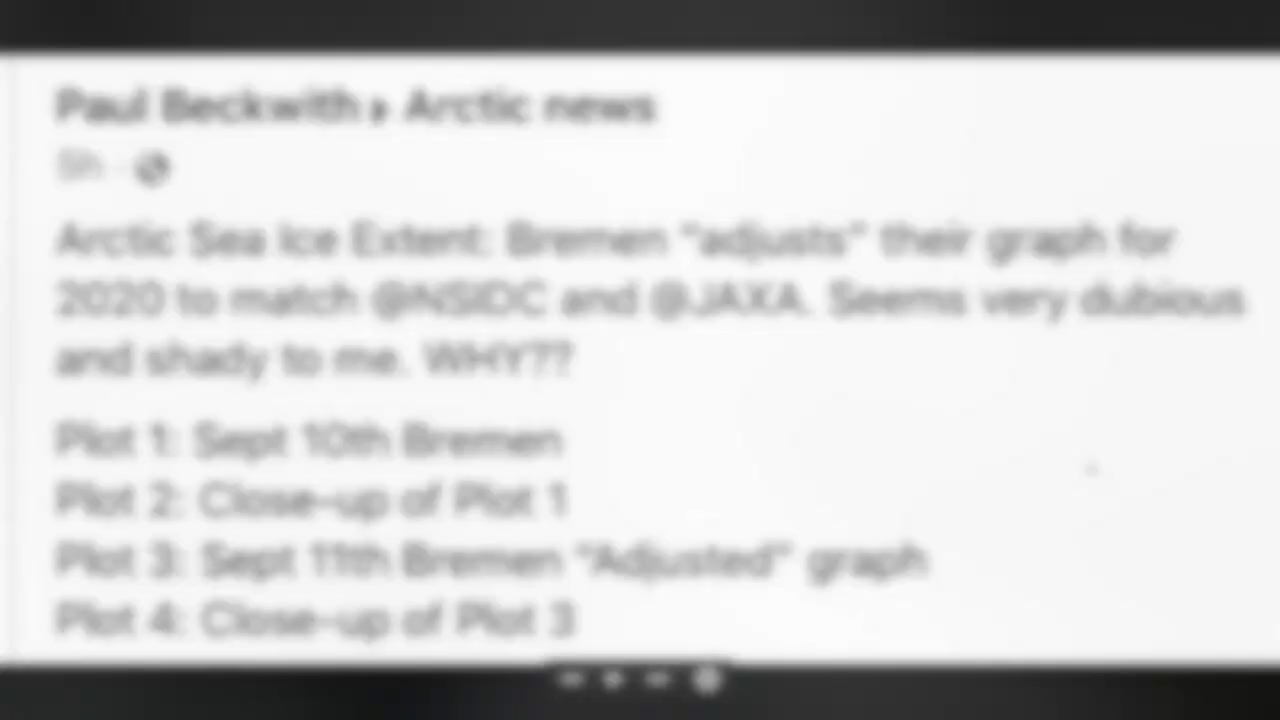 Paul Beckwith ▸ Arctic news
5h ·
Arctic Sea Ice Extent: Bremen "adjusts" their graph for
2020 to match @NSIDC and @JAXA. Seems very dubious
and shady to me. WHY??
Plot 1: Sept 10th Bremen
Plot 2: Close-up of Plot 1
Plot 3: Sept 11th Bremen "Adjusted" graph
Plot 4: Close-up of Plot 3